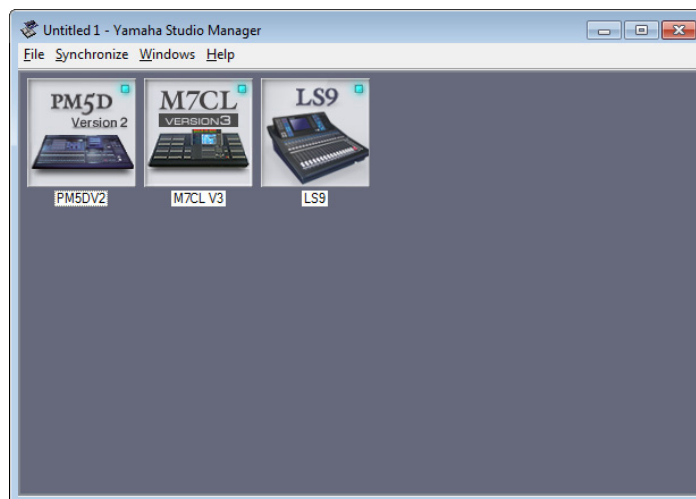 Untitled 1 - Yamaha Studio Manager
File Synchronize Windows Help
PM5D
Version 2
M7CL
VERSION3
LS9
PM5DV2
M7CL V3
LS9